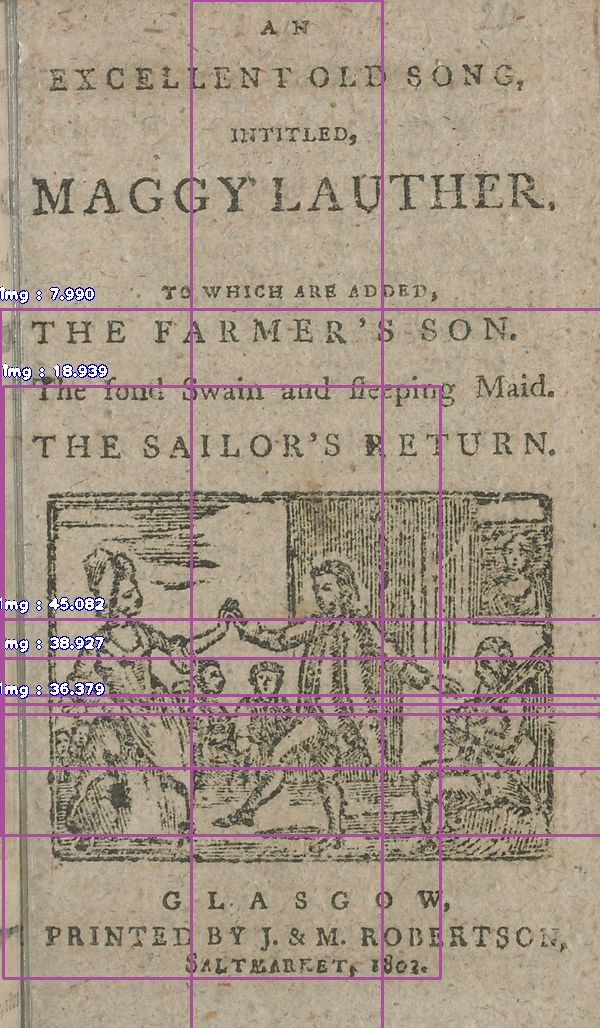 AN
EXCELLENT OLD SONG,
INTITLED,
MAGGY LAUTHER.
TO WHICH ARE ADDED,
Img : 7.990
THE FARMER'S SON.
Img : 18.939
The fond Swain and sleeping Maid.
THE SAILOR'S RETURN.
Img : 45.082
Img : 38.927
Img : 36.379
GLASGOW,
PRINTED BY J. & M. ROBERTSON,
SALTMARKET, 1802.